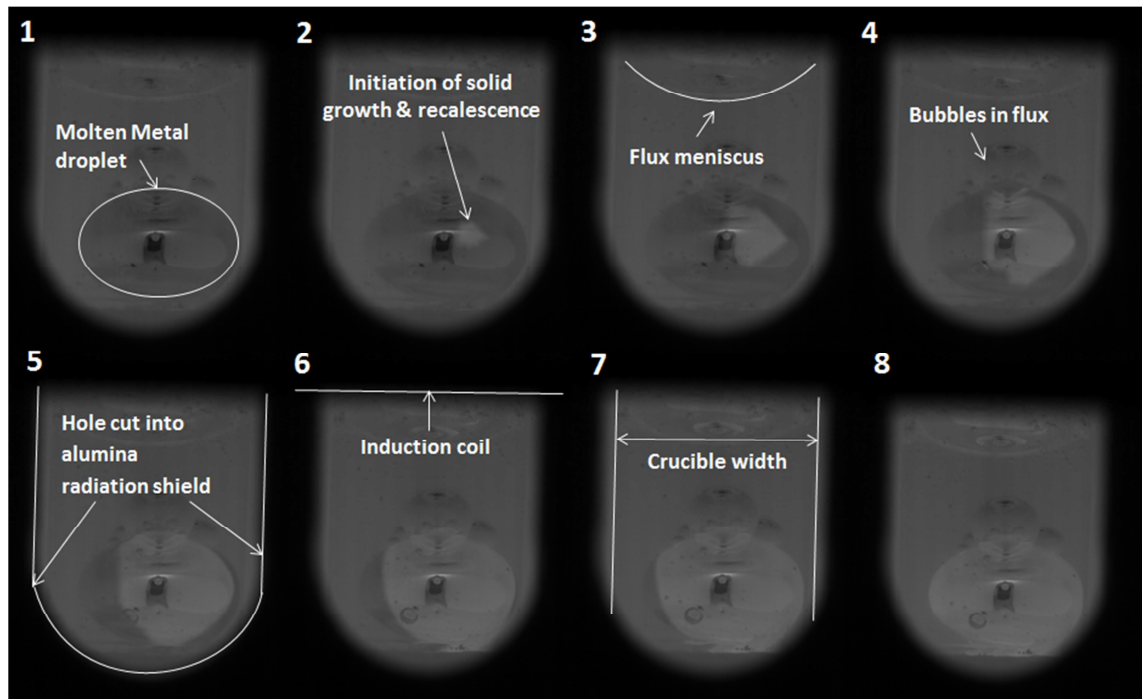 1
Molten Metal
droplet
2
Initiation of solid
growth & recalescence
3
Flux meniscus
4
Bubbles in flux
5
Hole cut into
alumina
radiation shield
6
Induction coil
7
Crucible width
8